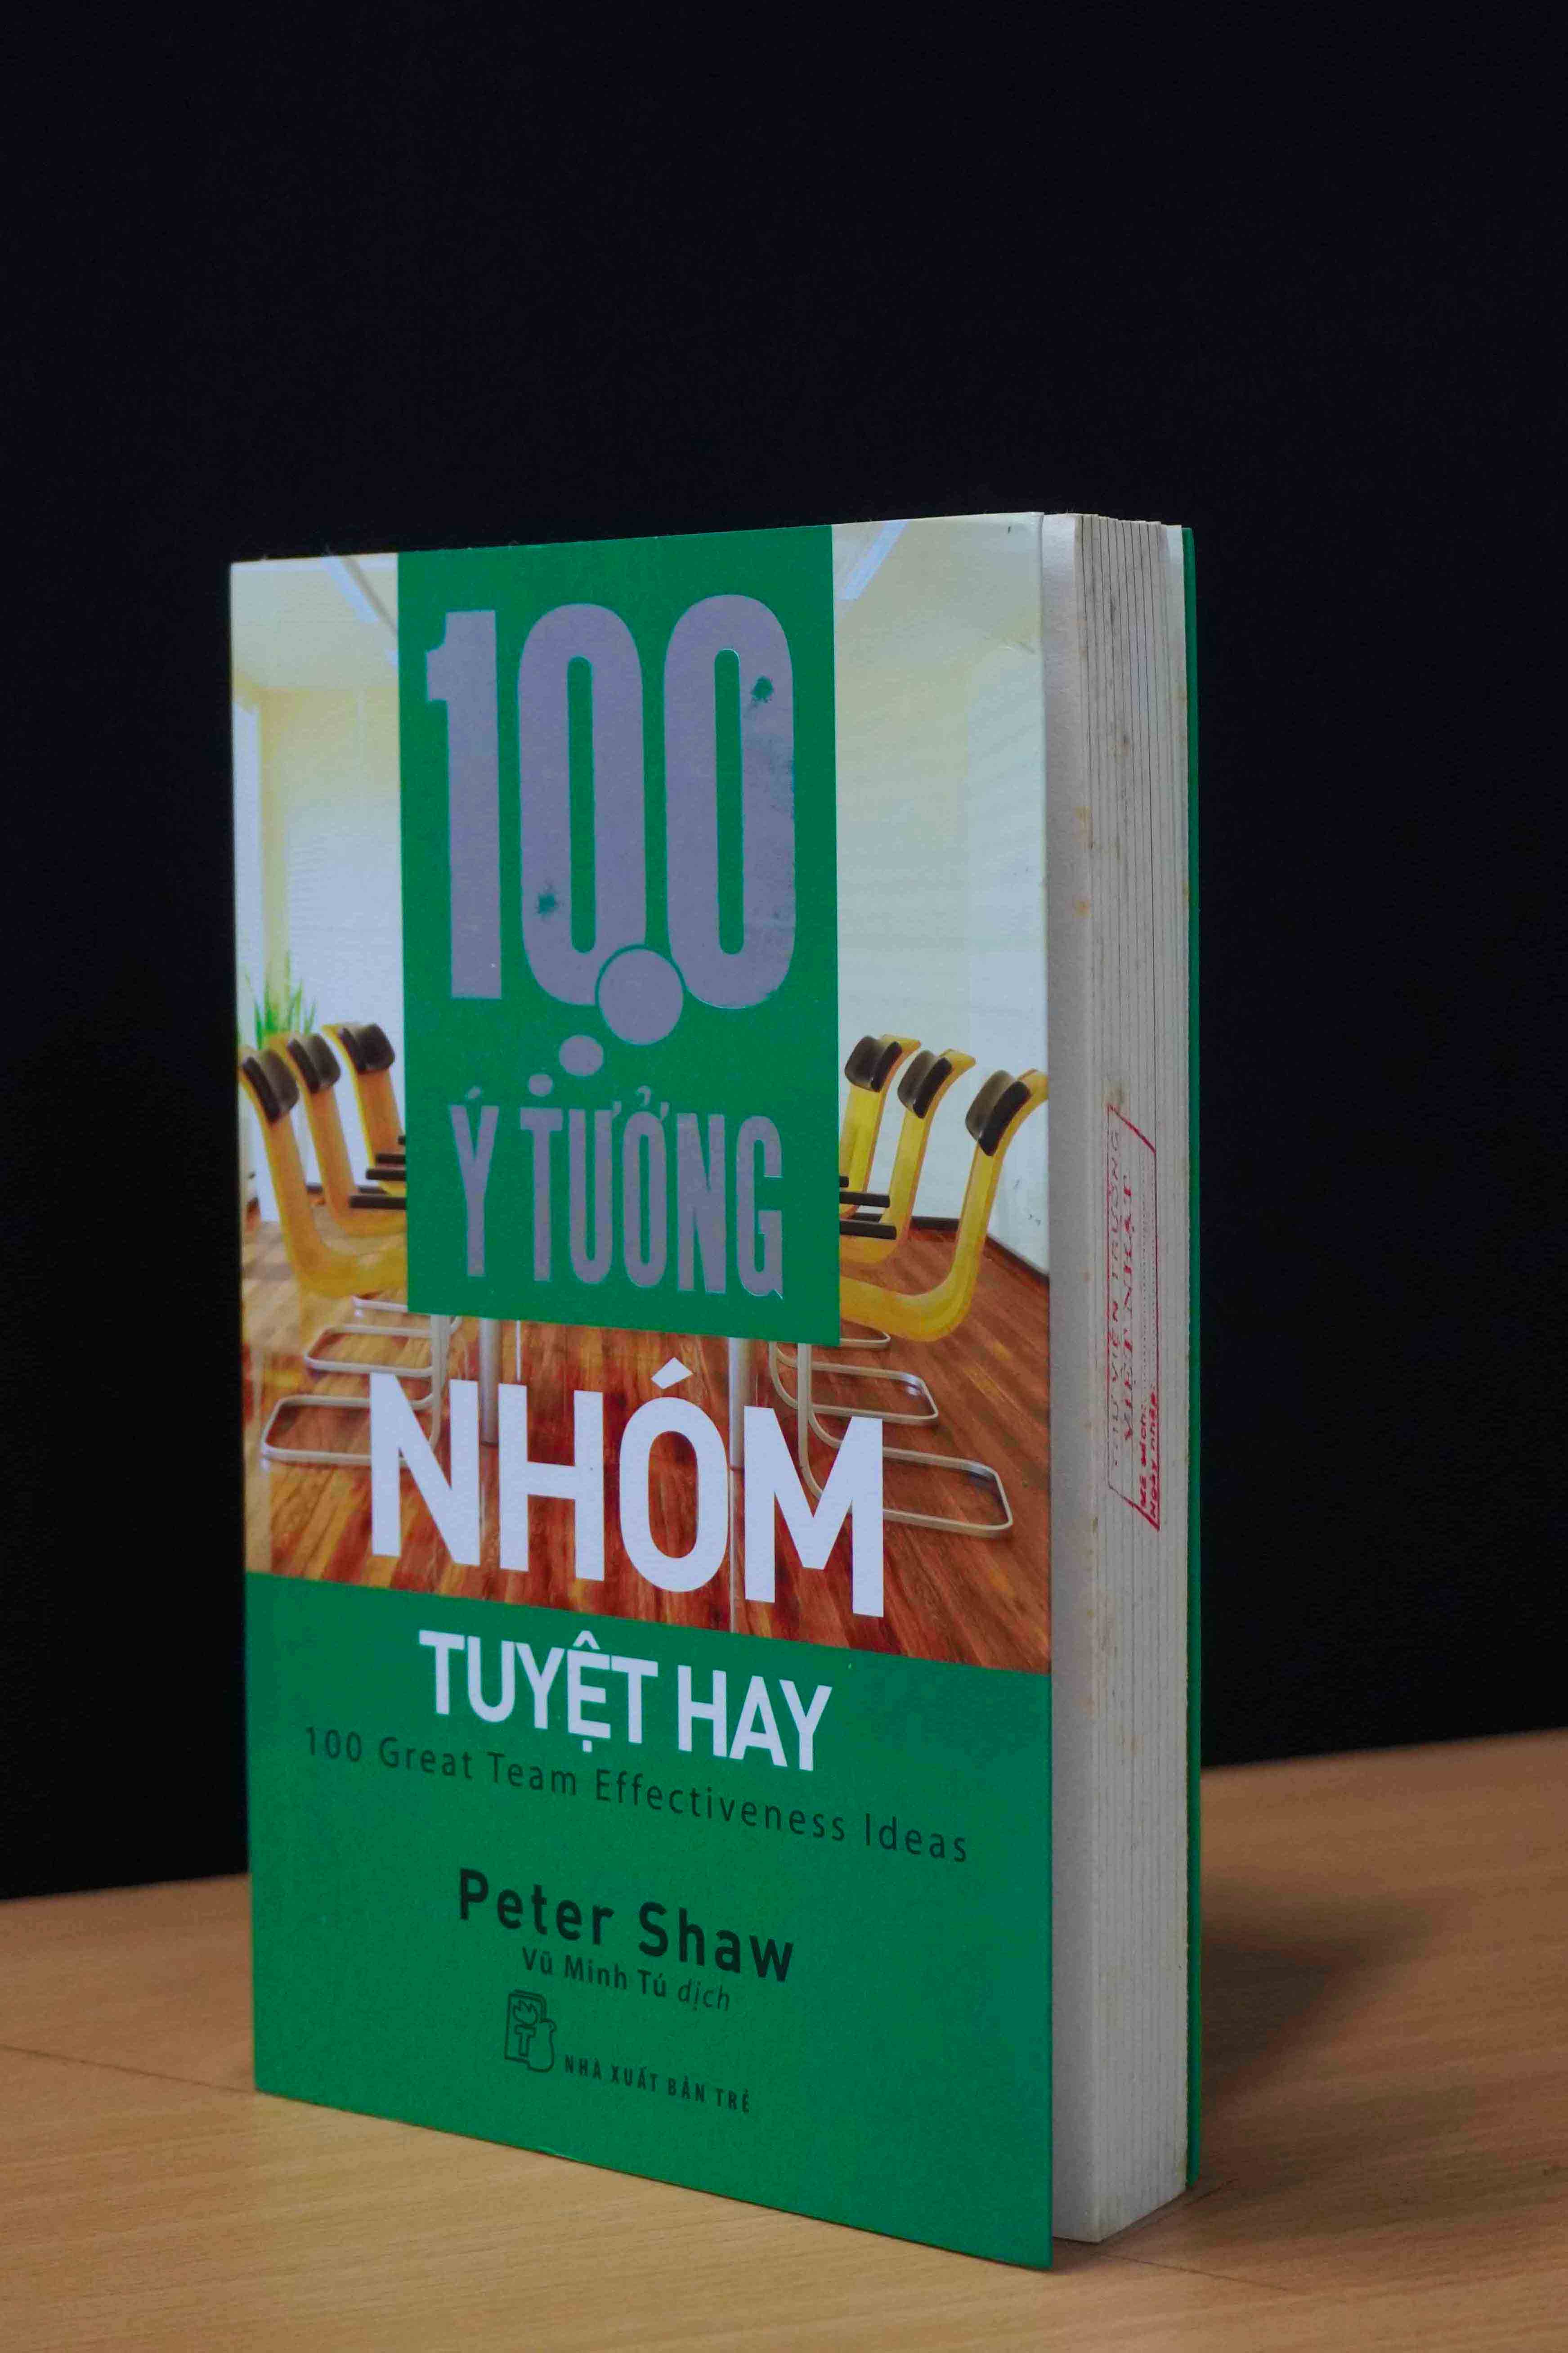 100
Ý TƯỞNG
NHÓM
TUYỆT HAY
100 Great Team Effectiveness Ideas
Peter Shaw
Vũ Minh Tú dịch
T
NHÀ XUẤT BẢN TRẺ